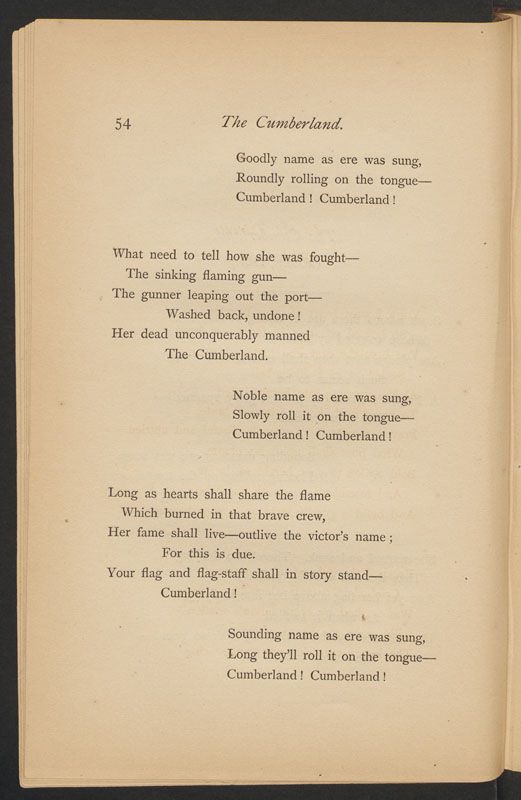 54 The Cumberland.
Goodly name as ere was sung,
Roundly rolling on the tongue—
Cumberland ! Cumberland !
What need to tell how she was fought—
The sinking flaming gun—
The gunner leaping out the port—
Washed back, undone !
Her dead unconquerably manned
The Cumberland.
Noble name as ere was sung,
Slowly roll it on the tongue—
Cumberland ! Cumberland !
Long as hearts shall share the flame
Which burned in that brave crew,
Her fame shall live—outlive the victor's name ;
For this is due.
Your flag and flag-staff shall in story stand—
Cumberland !
Sounding name as ere was sung,
Long they'll roll it on the tongue—
Cumberland ! Cumberland !